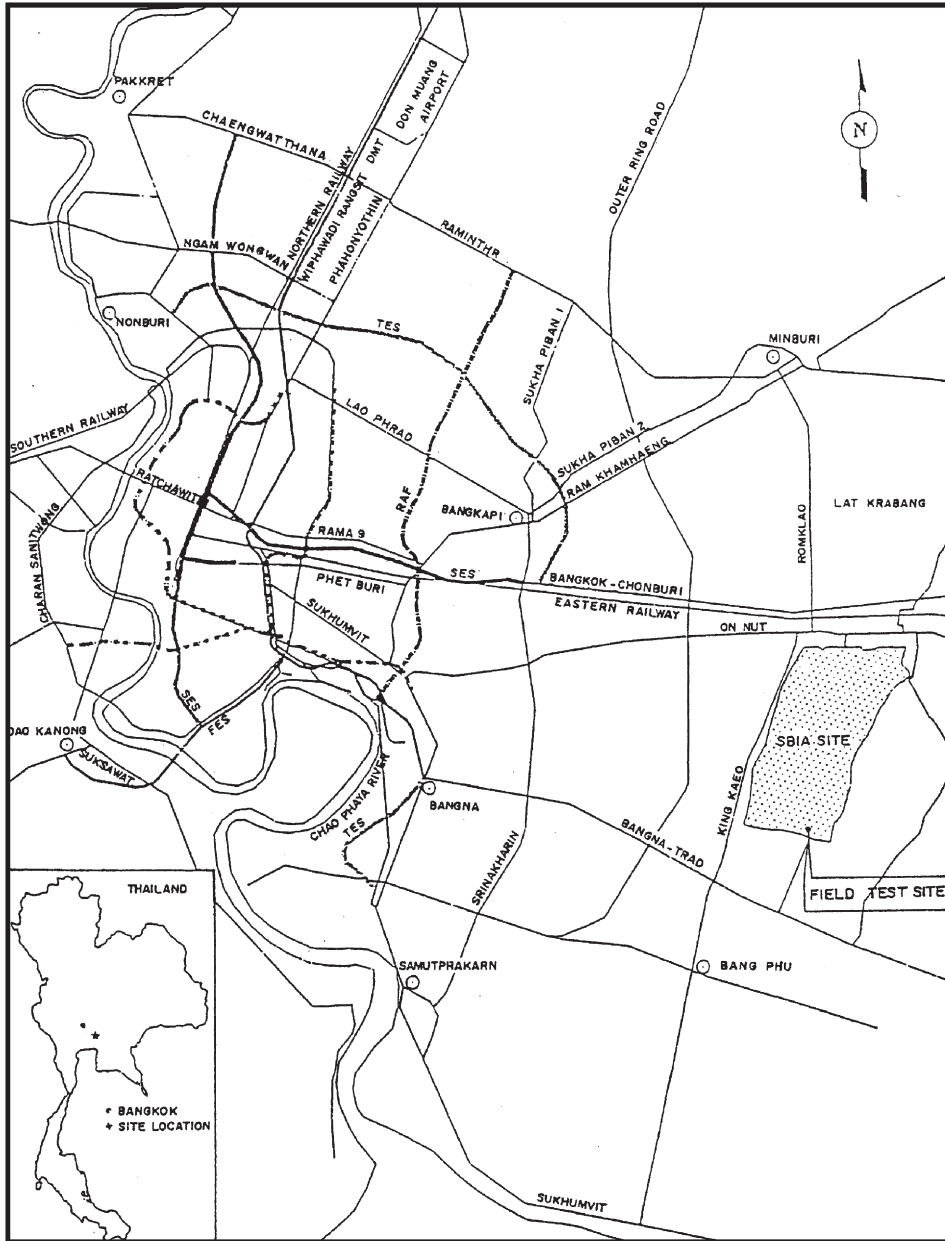 PAKKRET
CHAENGWATTHANA
NORTHERN RAILWAY
WIPHAWADI RANGSIT DMT
DON MUANG
AIRPORT
PHAHONYOTHIN
OUTER RING ROAD
N
NGAM WONGWAN
RAMINTHR
NONBURI
TES
SUKHA PIBAN 1
MINBURI
LAO PHRAD
SUKHA PIBAN 2
RAM KHAMHAENG
SOUTHERN RAILWAY
RATCHAWIT
RAF
BANGKAPI
ROMKLAO
LAT KRABANG
CHARAN SANITWONG
RAMA 9
PHET BURI
SES
BANGKOK-CHONBURI
EASTERN RAILWAY
SUKHUMVIT
ON NUT
SES
FES
DAO KANONG
SUKSAWAT
SBIA SITE
CHAO PHAYA RIVER
TES
BANGNA
KING KAEO
BANGNA-TRAD
SRINAKHARIN
FIELD TEST SITE
THAILAND
SAMUTPRAKARN
BANG PHU
BANGKOK
SITE LOCATION
SUKHUMVIT